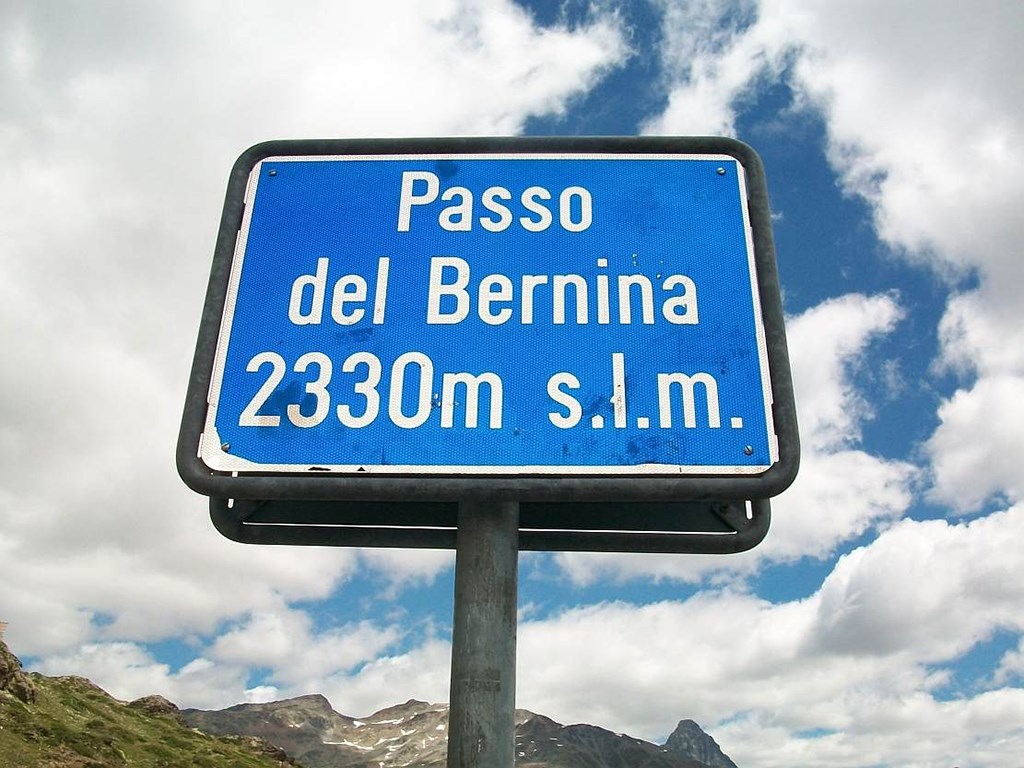 Passo
del Bernina
2330m s.l.m.